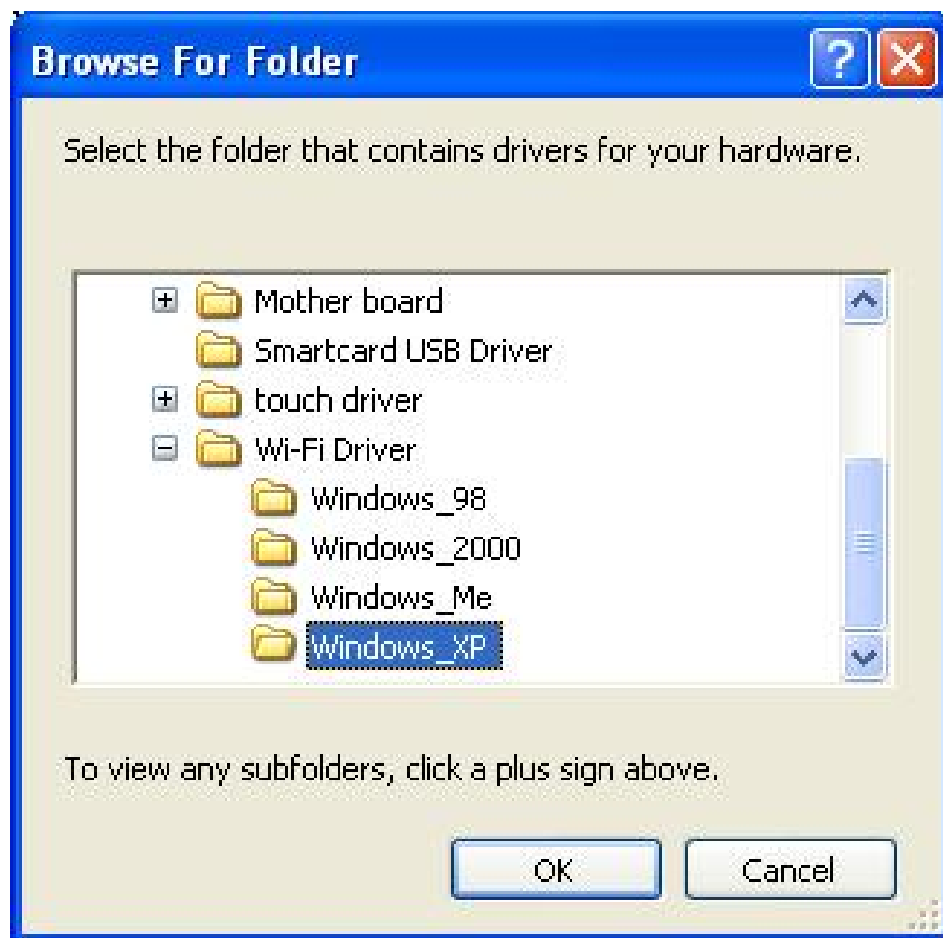 Browse For Folder
Select the folder that contains drivers for your hardware.
Mother board
Smartcard USB Driver
touch driver
Wi-Fi Driver
Windows_98
Windows_2000
Windows_Me
Windows_XP
To view any subfolders, click a plus sign above.
OK Cancel